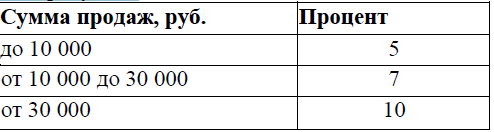 Сумма продаж, руб. Процент
до 10 000 5
от 10 000 до 30 000 7
от 30 000 10